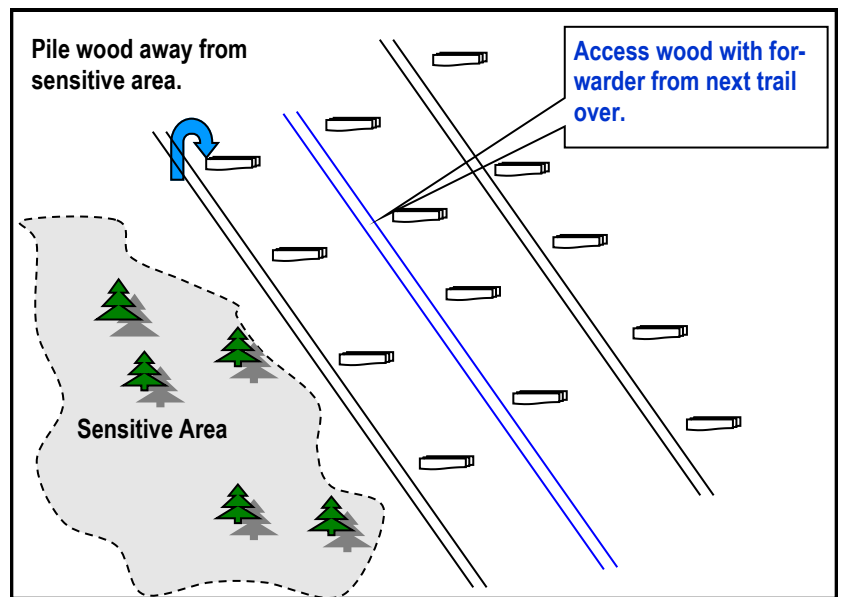 Pile wood away from
sensitive area.
Access wood with for-
warder from next trail
over.
Sensitive Area